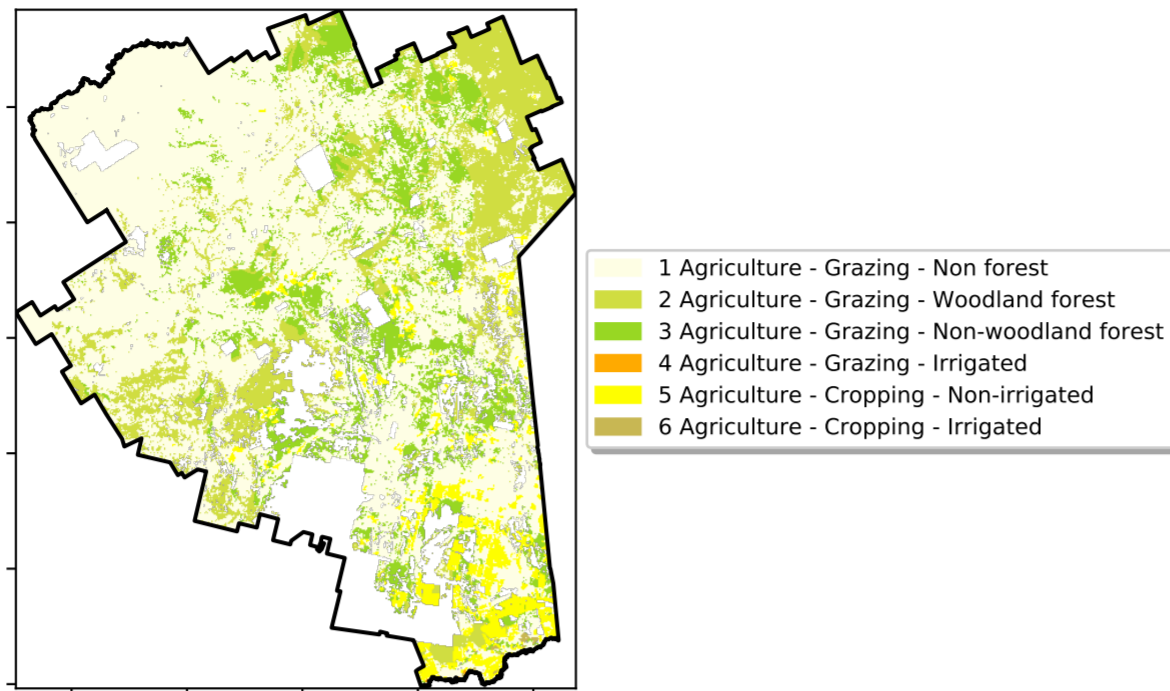 1 Agriculture - Grazing - Non forest
2 Agriculture - Grazing - Woodland forest
3 Agriculture - Grazing - Non-woodland forest
4 Agriculture - Grazing - Irrigated
5 Agriculture - Cropping - Non-irrigated
6 Agriculture - Cropping - Irrigated